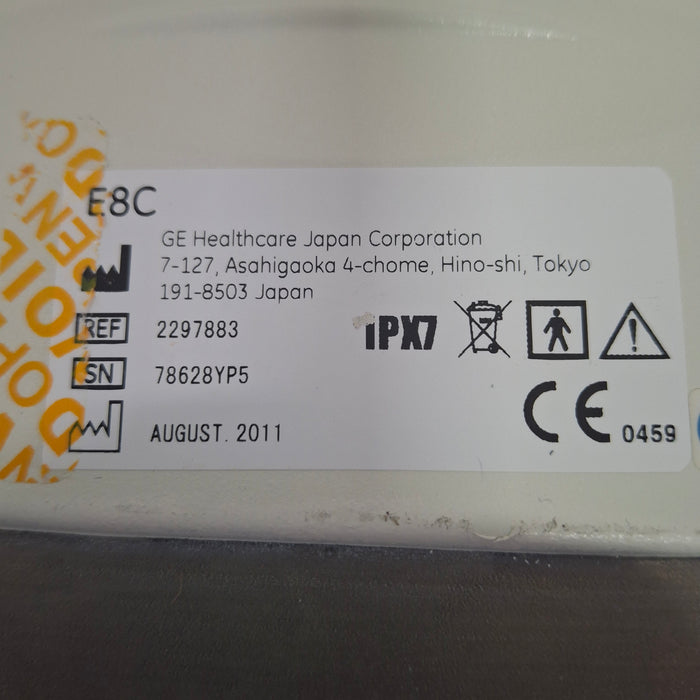 E8C
GE Healthcare Japan Corporation
7-127, Asahigaoka 4-chome, Hino-shi, Tokyo
191-8503 Japan
REF 2297883
IPX7
SN 78628YP5
AUGUST. 2011
CE 0459